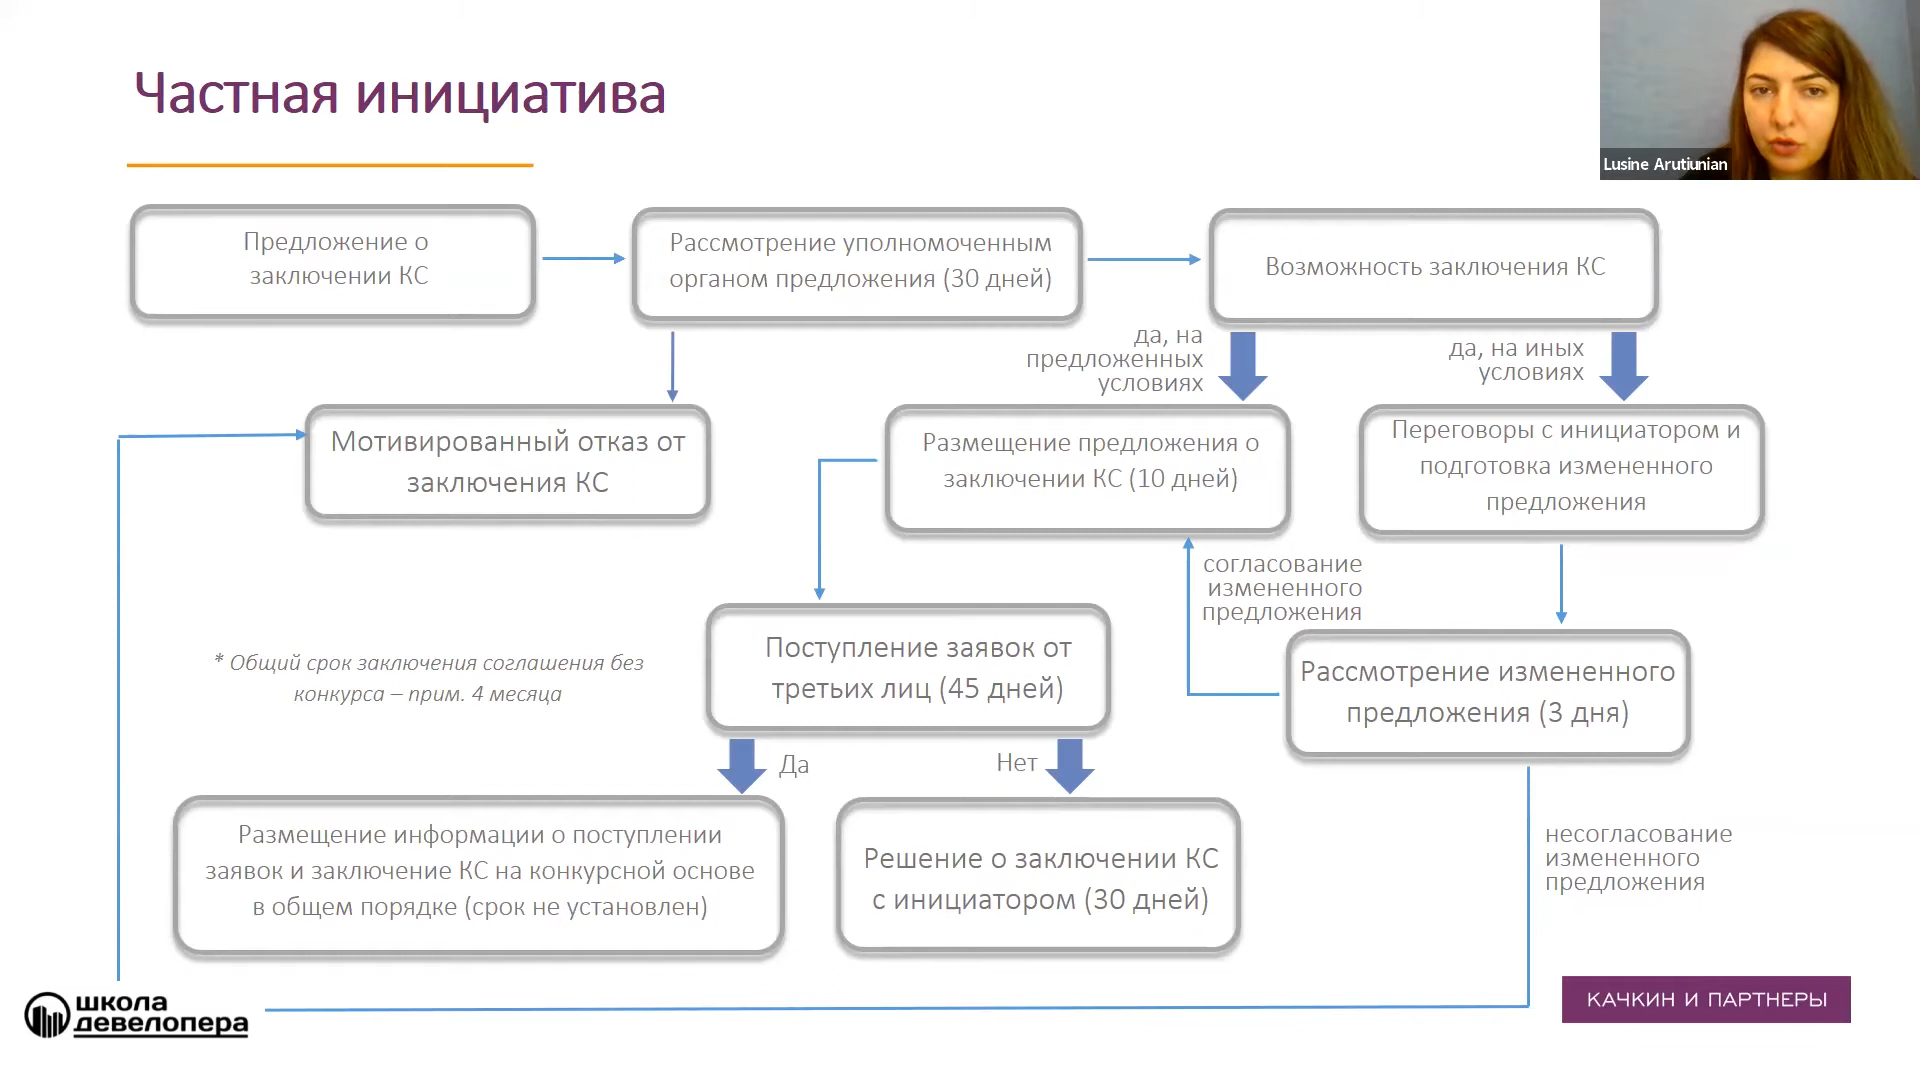 Частная инициатива
Lusine Arutiunian
Предложение о
заключении КС
Рассмотрение уполномоченным
органом предложения (30 дней)
Возможность заключения КС
да, на
предложенных
условиях
да, на иных
условиях
Мотивированный отказ от
заключения КС
Размещение предложения о
заключении КС (10 дней)
Переговоры с инициатором и
подготовка измененного
предложения
согласование
измененного
предложения
* Общий срок заключения соглашения без
конкурса – прим. 4 месяца
Поступление заявок от
третьих лиц (45 дней)
Рассмотрение измененного
предложения (3 дня)
Да
Нет
Размещение информации о поступлении
заявок и заключение КС на конкурсной основе
в общем порядке (срок не установлен)
Решение о заключении КС
с инициатором (30 дней)
несогласование
измененного
предложения
школа
девелопера
КАЧКИН И ПАРТНЕРЫ